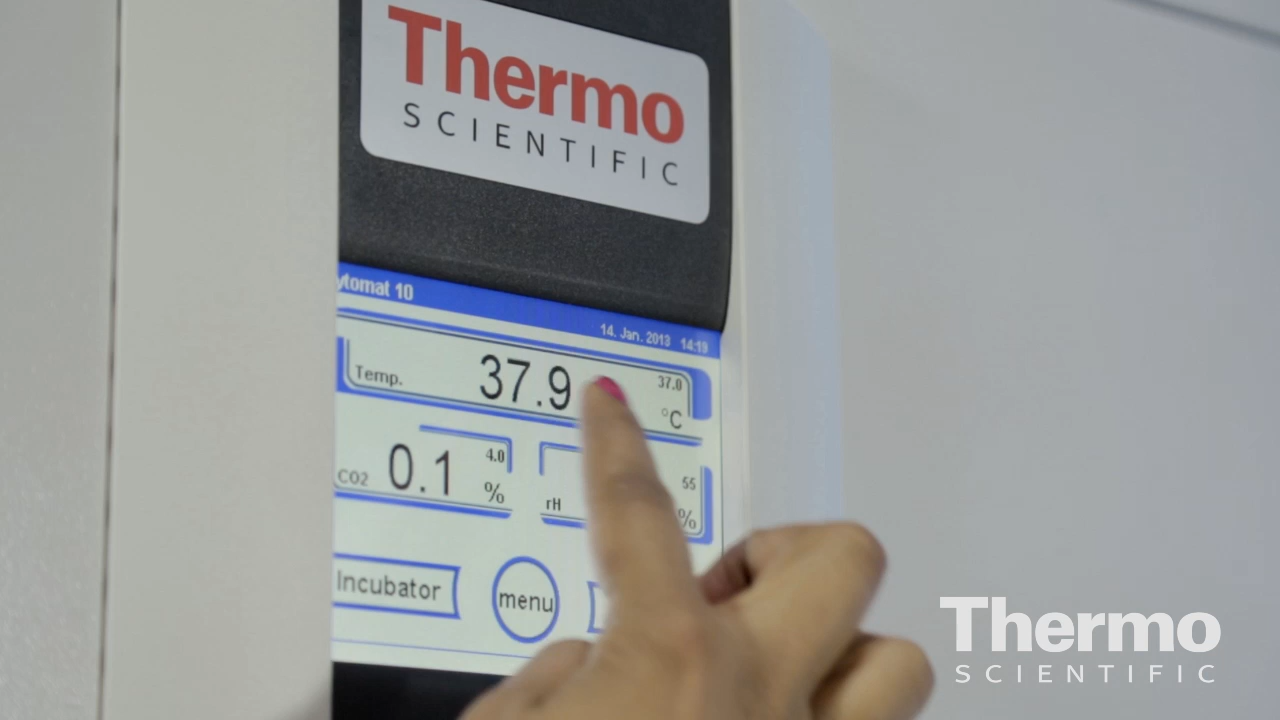 Thermo
SCIENTIFIC
ytomat 10
14. Jan. 2013 14:19
Temp. 37.9 37.0 °C
CO2 0.1 4.0 %
rH 55 %
Incubator
menu
Thermo
SCIENTIFIC